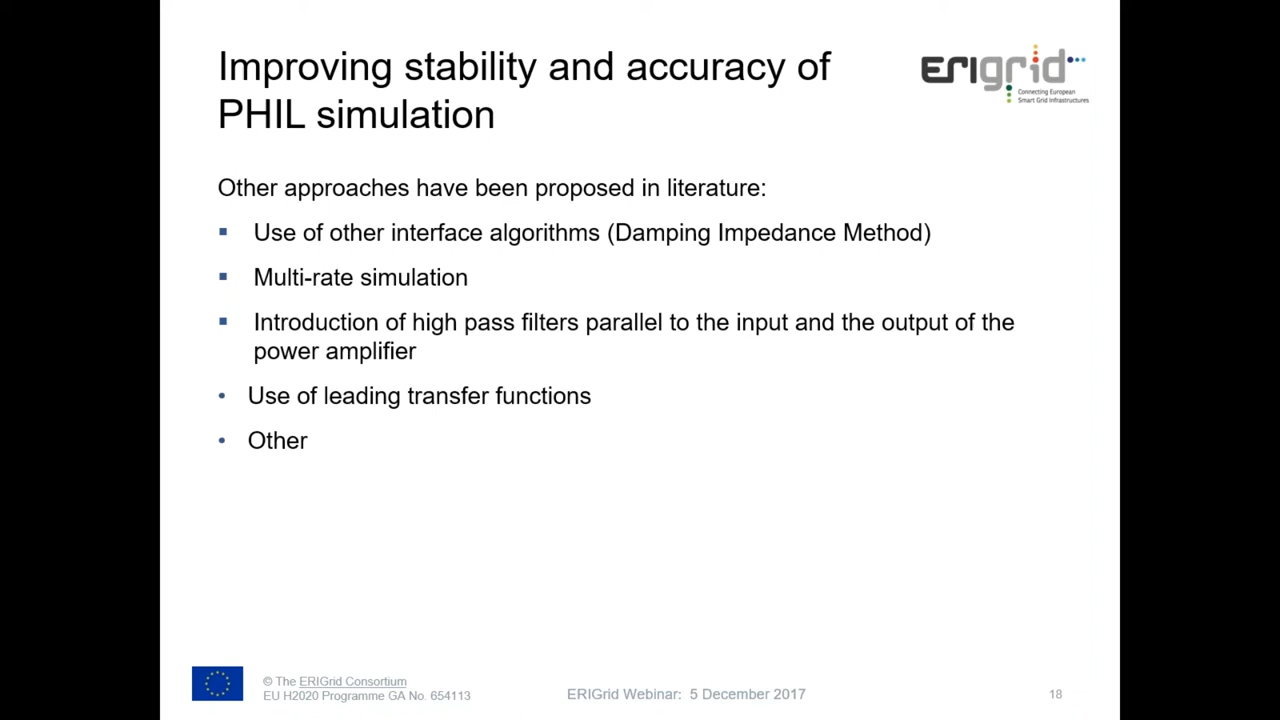 Improving stability and accuracy of
PHIL simulation
ERIgrid
Connecting European
Smart Grid Infrastructures
Other approaches have been proposed in literature:
▪ Use of other interface algorithms (Damping Impedance Method)
▪ Multi-rate simulation
▪ Introduction of high pass filters parallel to the input and the output of the
power amplifier
• Use of leading transfer functions
• Other
© The ERIGrid Consortium
EU H2020 Programme GA No. 654113
ERIGrid Webinar: 5 December 2017
18